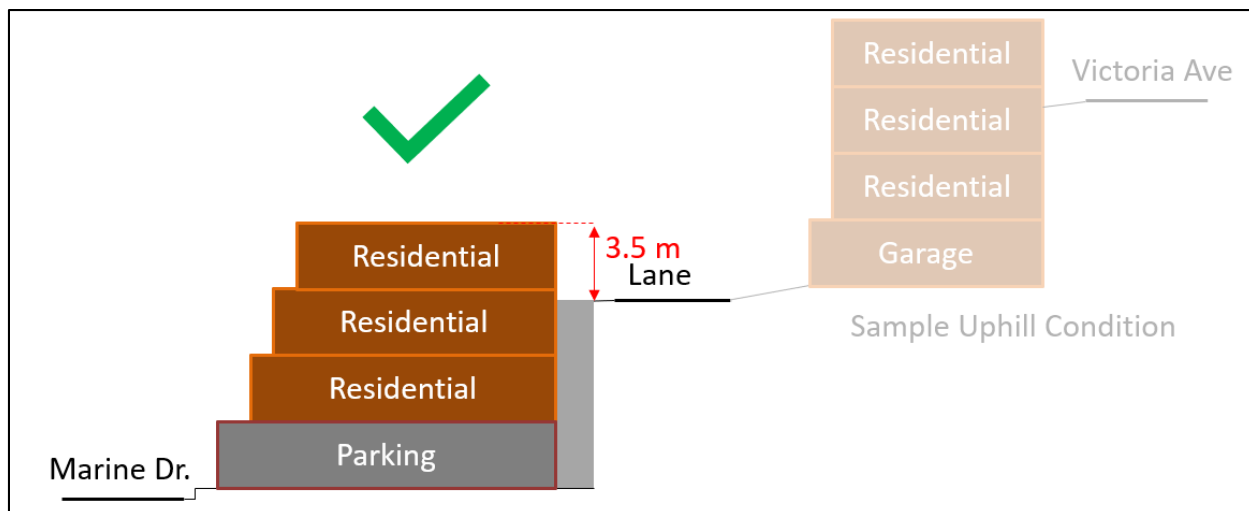 Residential
Victoria Ave
Residential
Residential
Garage
Residential
3.5 m
Lane
Residential
Sample Uphill Condition
Residential
Parking
Marine Dr.